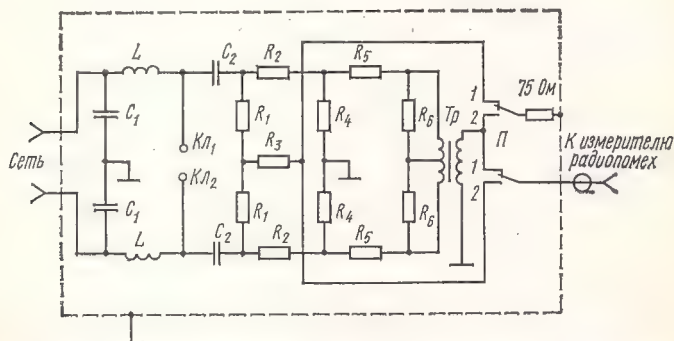 L
C2
R2
R5
C1
R1
R4
R6
Тр
1
2
75 Ом
Кл1
R3
П
К измерителю
радиопомех
Сеть
1
2
Кл2
C1
R1
R4
R6
L
C2
R2
R5